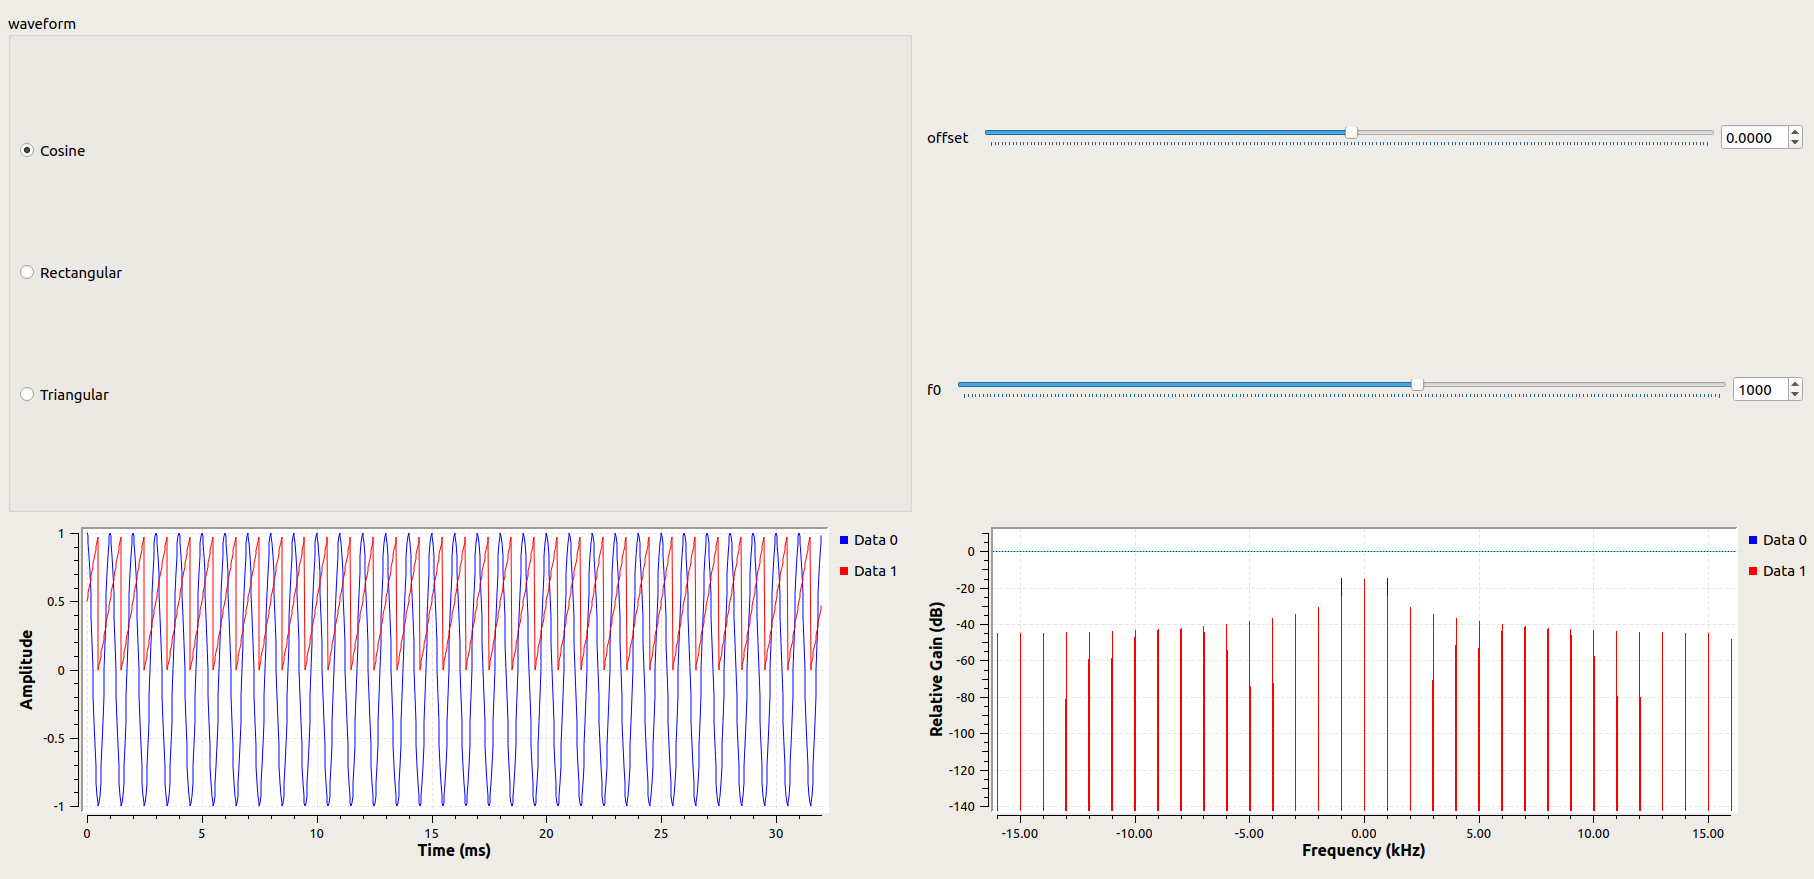 waveform
Cosine
Rectangular
Triangular
offset
0.0000
f0
1000
1
0.5
0
-0.5
-1
Amplitude
0 5 10 15 20 25 30
Time (ms)
Data 0
Data 1
0
-20
-40
-60
-80
-100
-120
-140
Relative Gain (dB)
-15.00 -10.00 -5.00 0.00 5.00 10.00 15.00
Frequency (kHz)
Data 0
Data 1